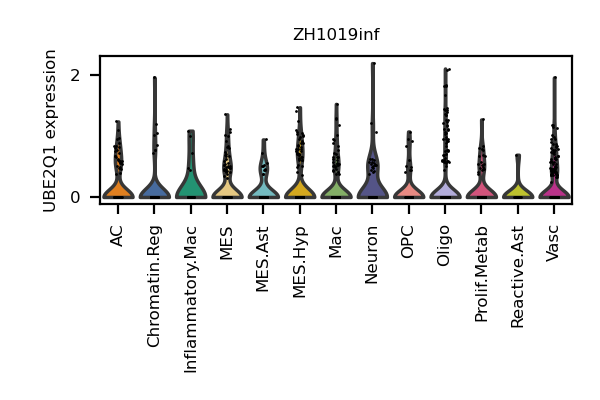 ZH1019inf
UBE2Q1 expression
2
0
AC
Chromatin.Reg
Inflammatory.Mac
MES
MES.Ast
MES.Hyp
Mac
Neuron
OPC
Oligo
Prolif.Metab
Reactive.Ast
Vasc